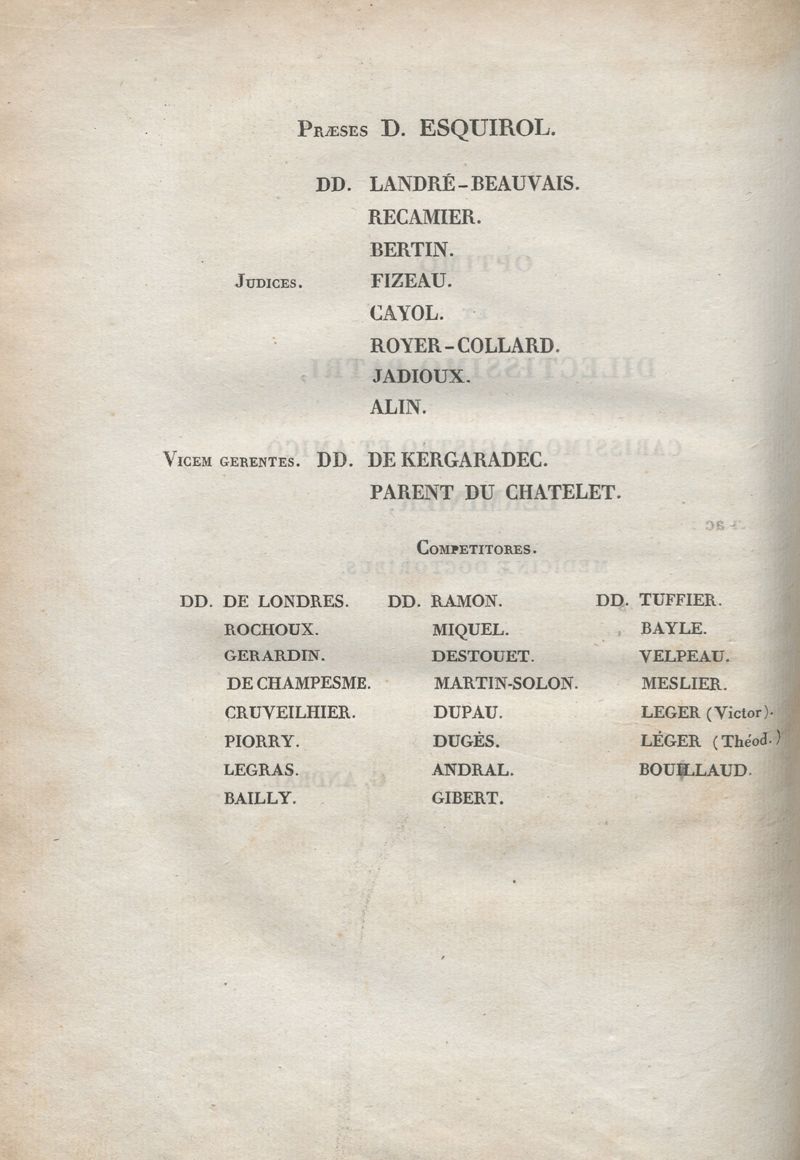 PRÆSES D. ESQUIROL.
DD. LANDRÉ-BEAUVAIS.
RECAMIER.
BERTIN.
JUDICES. FIZEAU.
CAYOL.
ROYER-COLLARD.
JADIOUX.
ALIN.
VICEM GERENTES. DD. DE KERGARADEC.
PARENT DU CHATELET.
COMPETITORES.
DD. DE LONDRES. DD. RAMON. DD. TUFFIER.
ROCHOUX. MIQUEL. BAYLE.
GERARDIN. DESTOUET. VELPEAU.
DE CHAMPESME. MARTIN-SOLON. MESLIER.
CRUVEILHIER. DUPAU. LEGER (Victor).
PIORRY. DUGÈS. LÉGER (Théod.)
LEGRAS. ANDRAL. BOUILLAUD.
BAILLY. GIBERT.